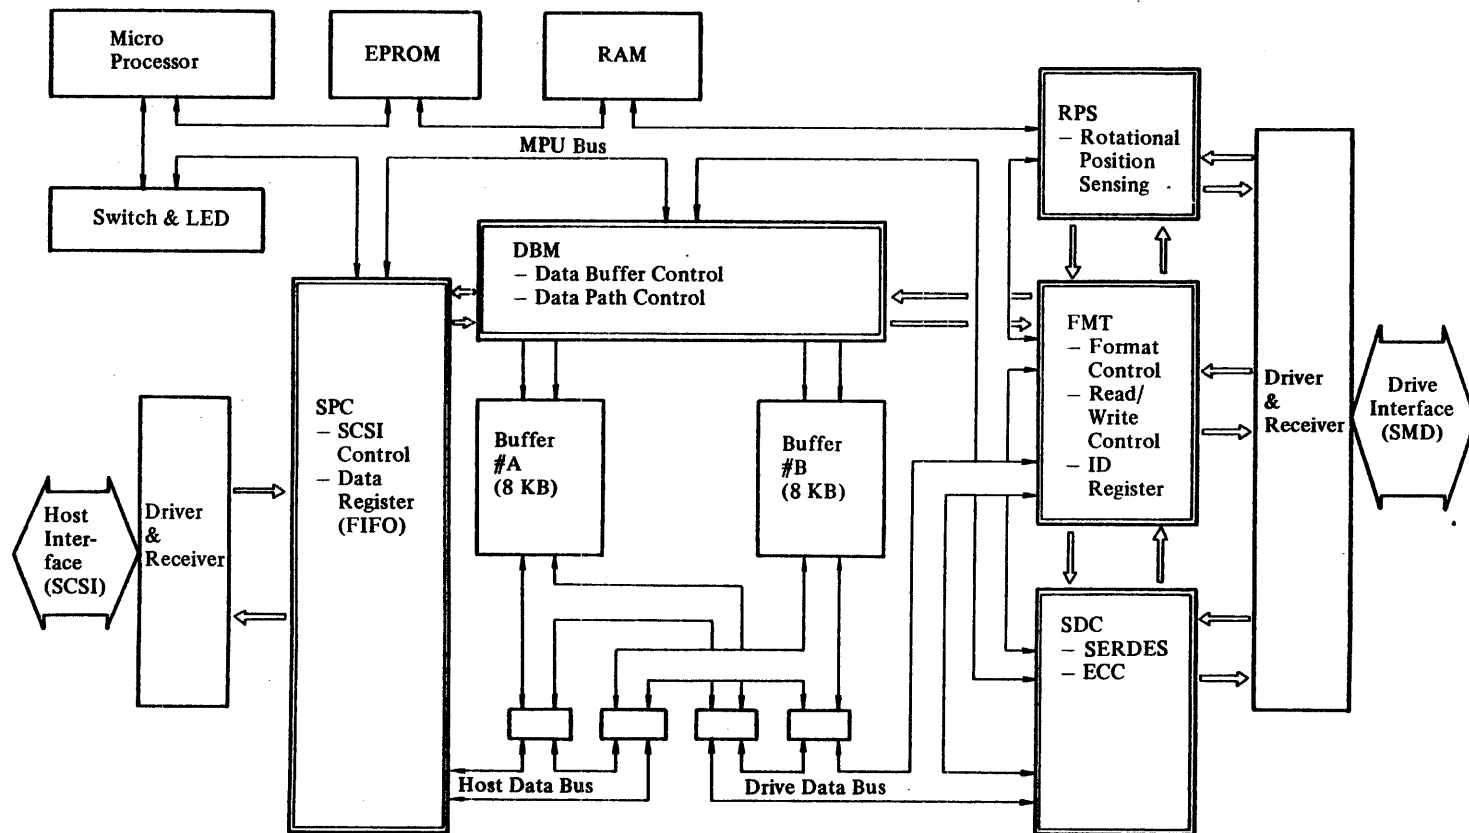 Micro
Processor
EPROM
RAM
MPU Bus
Switch & LED
RPS
– Rotational
Position
Sensing
DBM
– Data Buffer Control
– Data Path Control
FMT
– Format
Control
– Read/
Write
Control
– ID
Register
Driver
&
Receiver
Drive
Interface
(SMD)
SPC
– SCSI
Control
– Data
Register
(FIFO)
Buffer
#A
(8 KB)
Buffer
#B
(8 KB)
Host
Inter-
face
(SCSI)
Driver
&
Receiver
SDC
– SERDES
– ECC
Host Data Bus
Drive Data Bus